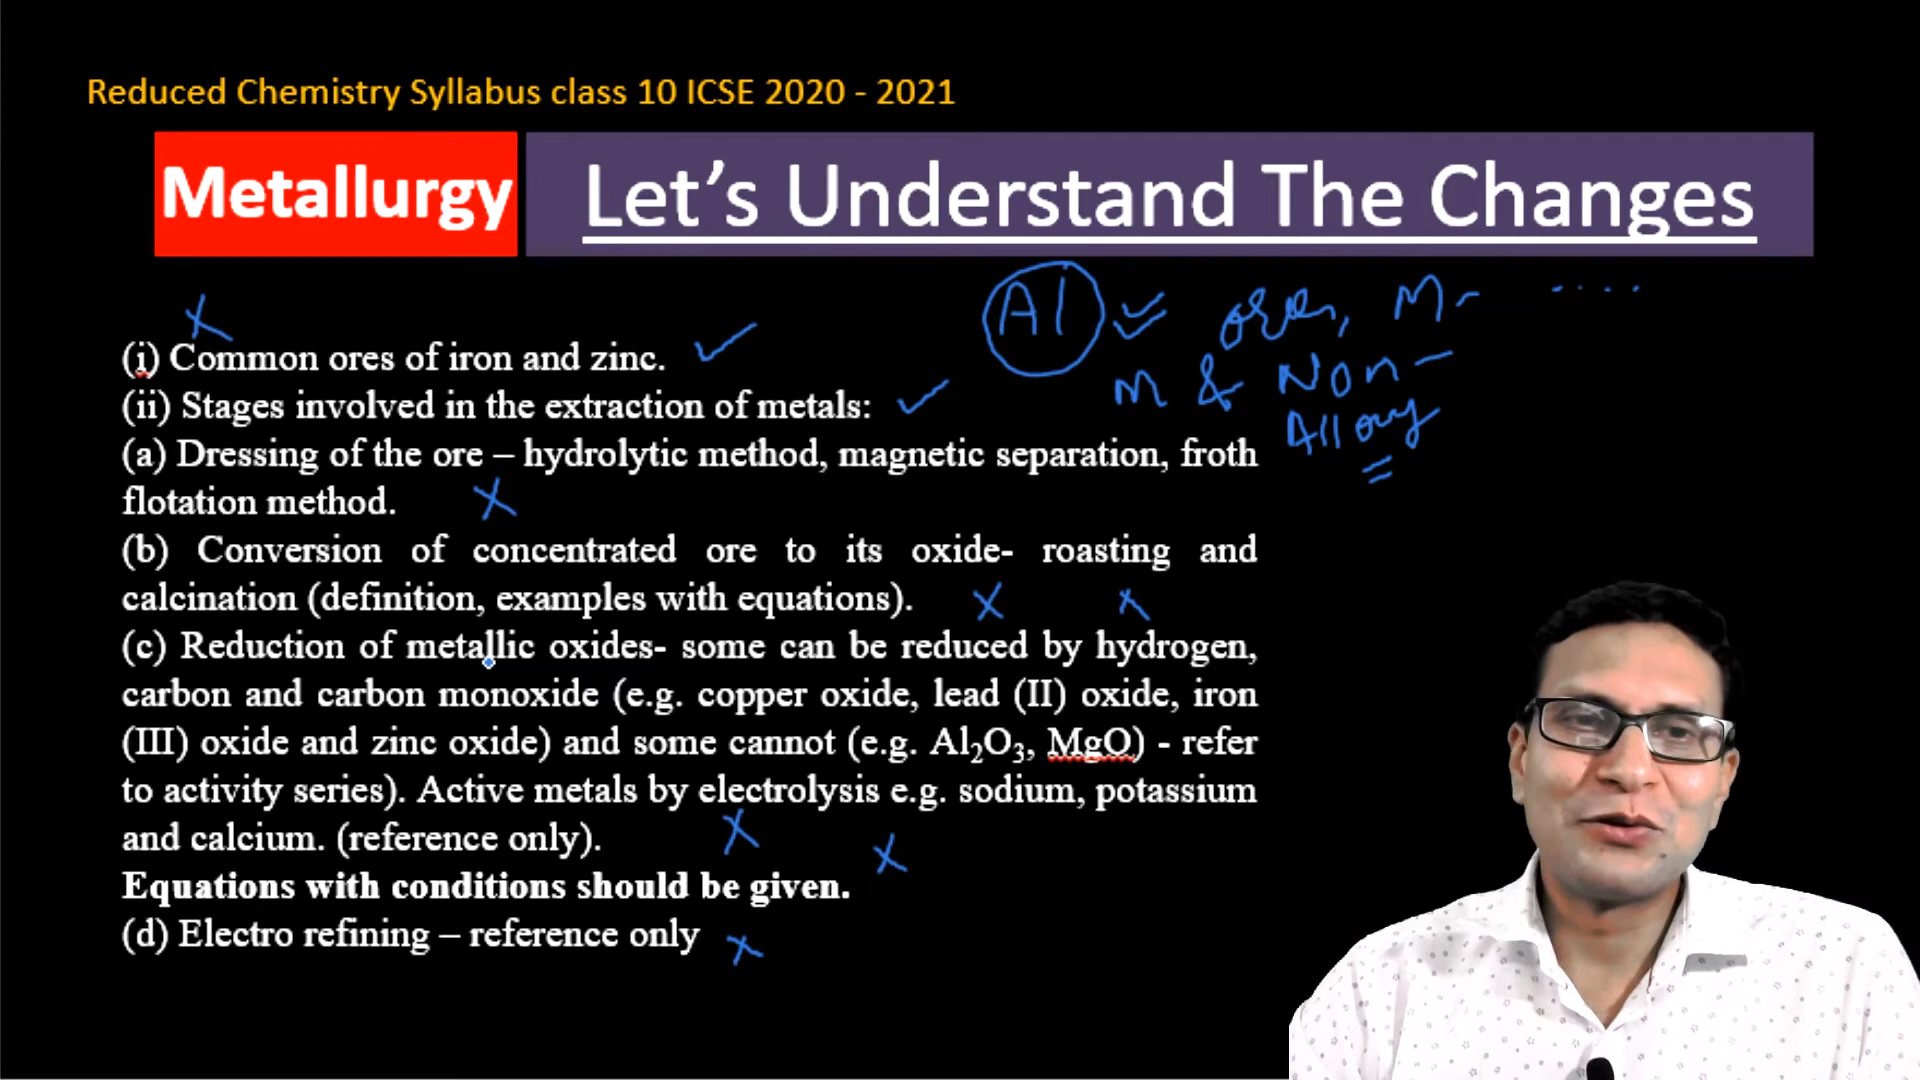 Reduced Chemistry Syllabus class 10 ICSE 2020 - 2021
Metallurgy Let's Understand The Changes
Al ores, M
M & Non -
Alloy
(i) Common ores of iron and zinc.
(ii) Stages involved in the extraction of metals:
(a) Dressing of the ore – hydrolytic method, magnetic separation, froth
flotation method.
(b) Conversion of concentrated ore to its oxide- roasting and
calcination (definition, examples with equations).
(c) Reduction of metallic oxides- some can be reduced by hydrogen,
carbon and carbon monoxide (e.g. copper oxide, lead (II) oxide, iron
(III) oxide and zinc oxide) and some cannot (e.g. Al₂O₃, MgO) - refer
to activity series). Active metals by electrolysis e.g. sodium, potassium
and calcium. (reference only).
Equations with conditions should be given.
(d) Electro refining – reference only